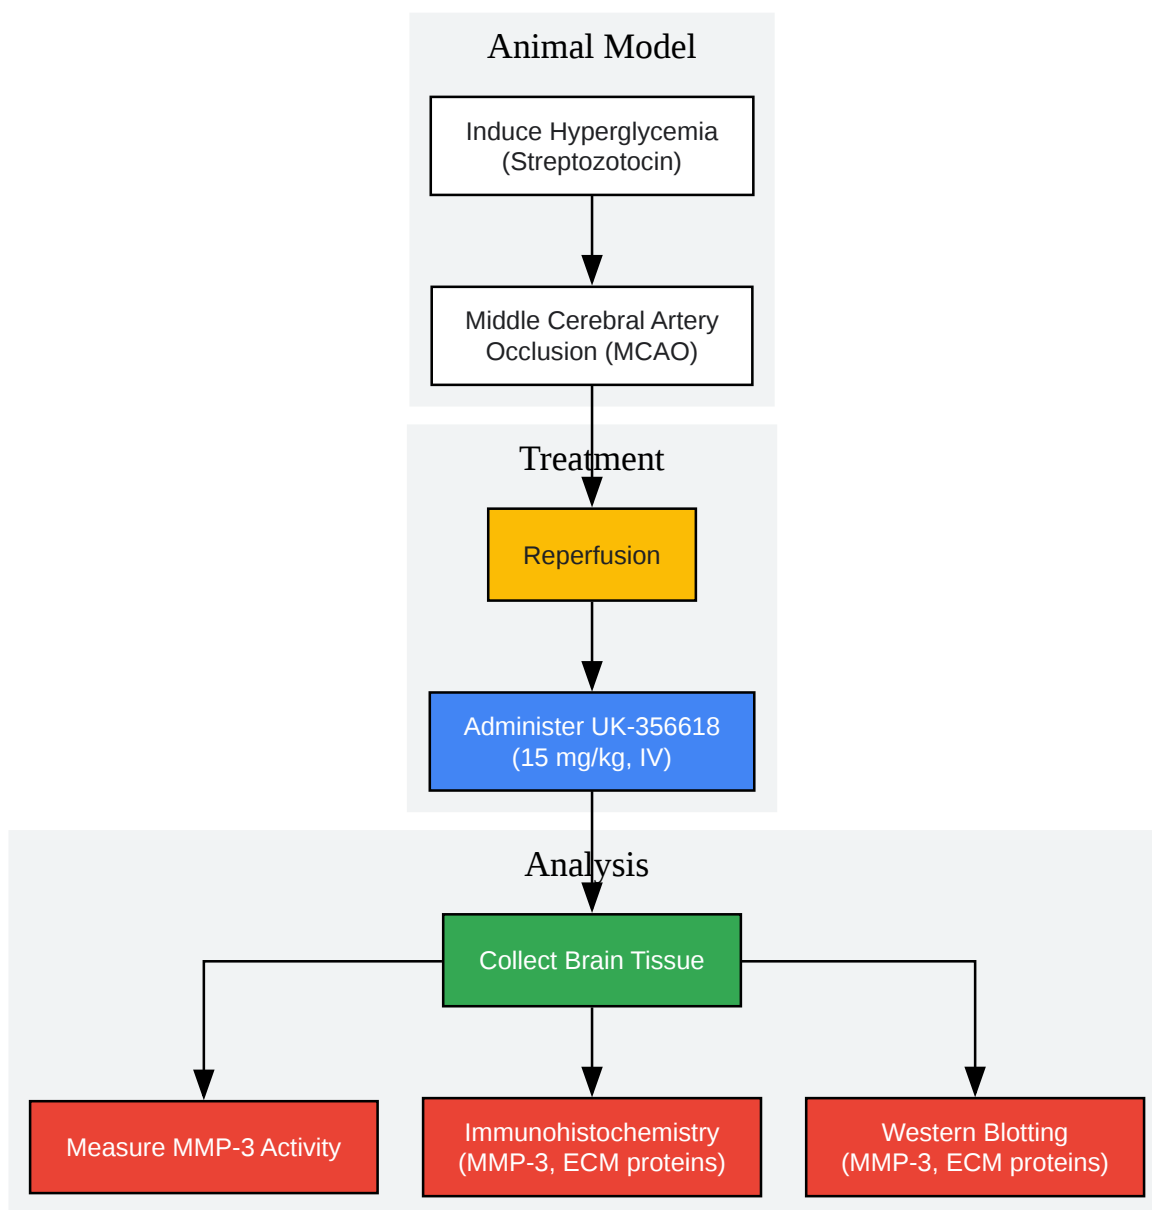 Animal Model
Induce Hyperglycemia
(Streptozotocin)
Middle Cerebral Artery
Occlusion (MCAO)
Treatment
Reperfusion
Administer UK-356618
(15 mg/kg, IV)
Analysis
Collect Brain Tissue
Measure MMP-3 Activity
Immunohistochemistry
(MMP-3, ECM proteins)
Western Blotting
(MMP-3, ECM proteins)